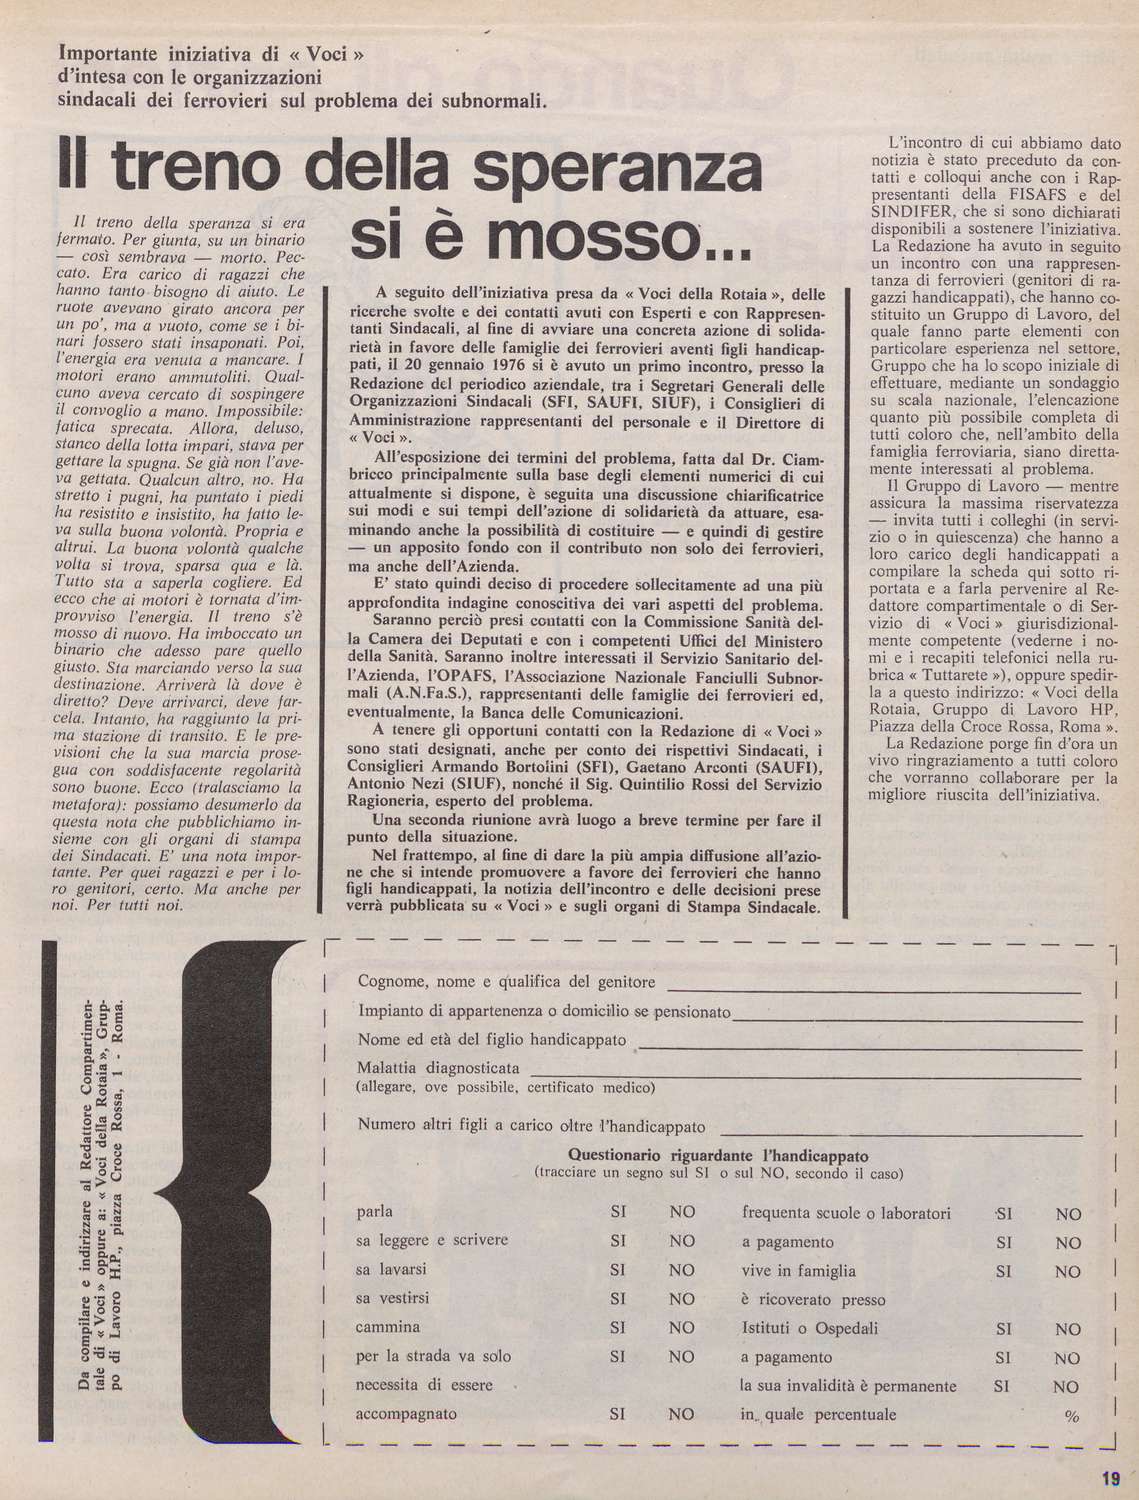 Importante iniziativa di « Voci »
d'intesa con le organizzazioni
sindacali dei ferrovieri sul problema dei subnormali.
Il treno della speranza
si è mosso...
Il treno della speranza si era
fermato. Per giunta, su un binario
— così sembrava — morto. Pec-
cato. Era carico di ragazzi che
hanno tanto bisogno di aiuto. Le
ruote avevano girato ancora per
un po', ma a vuoto, come se i bi-
nari fossero stati insaponati. Poi,
l'energia era venuta a mancare. I
motori erano ammutoliti. Qual-
cuno aveva cercato di sospingere
il convoglio a mano. Impossibile:
fatica sprecata. Allora, deluso,
stanco della lotta impari, stava per
gettare la spugna. Se già non l'ave-
va gettata. Qualcun altro, no. Ha
stretto i pugni, ha puntato i piedi
ha resistito e insistito, ha fatto le-
va sulla buona volontà. Propria e
altrui. La buona volontà qualche
volta si trova, sparsa qua e là.
Tutto sta a saperla cogliere. Ed
ecco che ai motori è tornata d'im-
provviso l'energia. Il treno s'è
mosso di nuovo. Ha imboccato un
binario che adesso pare quello
giusto. Sta marciando verso la sua
destinazione. Arriverà là dove è
diretto? Deve arrivarci, deve far-
cela. Intanto, ha raggiunto la pri-
ma stazione di transito. E le pre-
visioni che la sua marcia prose-
gua con soddisfacente regolarità
sono buone. Ecco (tralasciamo la
metafora): possiamo desumerlo da
questa nota che pubblichiamo in-
sieme con gli organi di stampa
dei Sindacati. E' una nota impor-
tante. Per quei ragazzi e per i lo-
ro genitori, certo. Ma anche per
noi. Per tutti noi.
A seguito dell'iniziativa presa da « Voci della Rotaia », delle
ricerche svolte e dei contatti avuti con Esperti e con Rappresen-
tanti Sindacali, al fine di avviare una concreta azione di solida-
rietà in favore delle famiglie dei ferrovieri aventi figli handicap-
pati, il 20 gennaio 1976 si è avuto un primo incontro, presso la
Redazione del periodico aziendale, tra i Segretari Generali delle
Organizzazioni Sindacali (SFI, SAUFI, SIUF), i Consiglieri di
Amministrazione rappresentanti del personale e il Direttore di
« Voci ».
All'esposizione dei termini del problema, fatta dal Dr. Ciam-
bricco principalmente sulla base degli elementi numerici di cui
attualmente si dispone, è seguita una discussione chiarificatrice
sui modi e sui tempi dell'azione di solidarietà da attuare, esa-
minando anche la possibilità di costituire — e quindi di gestire
— un apposito fondo con il contributo non solo dei ferrovieri,
ma anche dell'Azienda.
E' stato quindi deciso di procedere sollecitamente ad una più
approfondita indagine conoscitiva dei vari aspetti del problema.
Saranno perciò presi contatti con la Commissione Sanità del-
la Camera dei Deputati e con i competenti Uffici del Ministero
della Sanità. Saranno inoltre interessati il Servizio Sanitario del-
l'Azienda, l'OPAFS, l'Associazione Nazionale Fanciulli Subnor-
mali (A.N.Fa.S.), rappresentanti delle famiglie dei ferrovieri ed,
eventualmente, la Banca delle Comunicazioni.
A tenere gli opportuni contatti con la Redazione di « Voci »
sono stati designati, anche per conto dei rispettivi Sindacati, i
Consiglieri Armando Bortolini (SFI), Gaetano Arconti (SAUFI),
Antonio Nezi (SIUF), nonché il Sig. Quintilio Rossi del Servizio
Ragioneria, esperto del problema.
Una seconda riunione avrà luogo a breve termine per fare il
punto della situazione.
Nel frattempo, al fine di dare la più ampia diffusione all'azio-
ne che si intende promuovere a favore dei ferrovieri che hanno
figli handicappati, la notizia dell'incontro e delle decisioni prese
verrà pubblicata su « Voci » e sugli organi di Stampa Sindacale.
L'incontro di cui abbiamo dato
notizia è stato preceduto da con-
tatti e colloqui anche con i Rap-
presentanti della FISAFS e del
SINDIFER, che si sono dichiarati
disponibili a sostenere l'iniziativa.
La Redazione ha avuto in seguito
un incontro con una rappresen-
tanza di ferrovieri (genitori di ra-
gazzi handicappati), che hanno co-
stituito un Gruppo di Lavoro, del
quale fanno parte elementi con
particolare esperienza nel settore,
Gruppo che ha lo scopo iniziale di
effettuare, mediante un sondaggio
su scala nazionale, l'elencazione
quanto più possibile completa di
tutti coloro che, nell'ambito della
famiglia ferroviaria, siano diretta-
mente interessati al problema.
Il Gruppo di Lavoro — mentre
assicura la massima riservatezza
— invita tutti i colleghi (in servi-
zio o in quiescenza) che hanno a
loro carico degli handicappati a
compilare la scheda qui sotto ri-
portata e a farla pervenire al Re-
dattore compartimentale o di Ser-
vizio di « Voci » giurisdizional-
mente competente (vederne i no-
mi e i recapiti telefonici nella ru-
brica « Tuttarete »), oppure spedir-
la a questo indirizzo: « Voci della
Rotaia, Gruppo di Lavoro HP,
Piazza della Croce Rossa, Roma ».
La Redazione porge fin d'ora un
vivo ringraziamento a tutti coloro
che vorranno collaborare per la
migliore riuscita dell'iniziativa.
Da compilare e indirizzare al Redattore Compartimen-
tale di « Voci » oppure a: « Voci della Rotaia », Grup-
po di Lavoro H.P., piazza Croce Rossa, 1 - Roma.
Cognome, nome e qualifica del genitore
Impianto di appartenenza o domicilio se pensionato
Nome ed età del figlio handicappato
Malattia diagnosticata
(allegare, ove possibile, certificato medico)
Numero altri figli a carico oltre l'handicappato
Questionario riguardante l'handicappato
(tracciare un segno sul SI o sul NO, secondo il caso)
parla SI NO frequenta scuole o laboratori SI NO
sa leggere e scrivere SI NO a pagamento SI NO
sa lavarsi SI NO vive in famiglia SI NO
sa vestirsi SI NO è ricoverato presso
cammina SI NO Istituti o Ospedali SI NO
per la strada va solo SI NO a pagamento SI NO
necessita di essere la sua invalidità è permanente SI NO
accompagnato SI NO in quale percentuale %
19